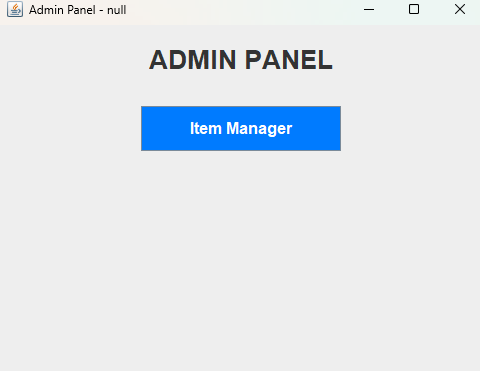 Admin Panel - null
ADMIN PANEL
Item Manager